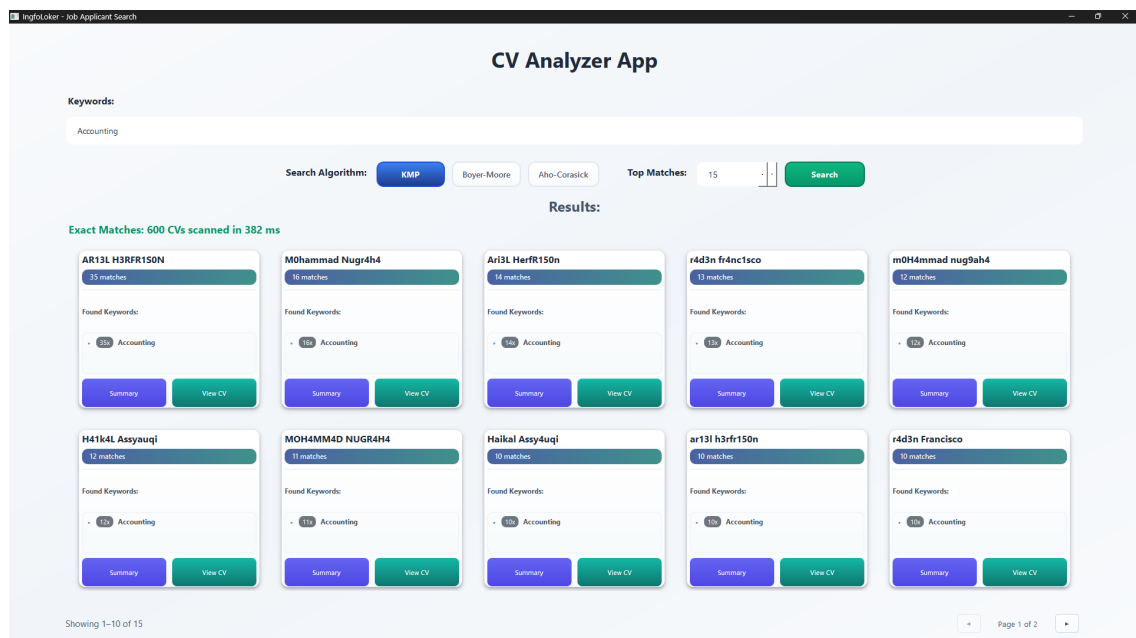 IngfoLoker - Job Applicant Search
CV Analyzer App
Keywords:
Accounting
Search Algorithm: KMP Boyer-Moore Aho-Corasick Top Matches: 15 Search
Results:
Exact Matches: 600 CVs scanned in 382 ms
AR13L H3RFR1S0N M0hammad Nugr4h4 Ari3L HerfR150n r4d3n fr4nc1sco m0H4mmad nug9ah4
35 matches 16 matches 14 matches 13 matches 12 matches
Found Keywords: Found Keywords: Found Keywords: Found Keywords: Found Keywords:
• 35x Accounting • 16x Accounting • 14x Accounting • 13x Accounting • 12x Accounting
Summary View CV Summary View CV Summary View CV Summary View CV Summary View CV
H41k4L Assyauqi MOH4MM4D NUGR4H4 Haikal Assy4uqi ar13l h3rfr150n r4d3n Francisco
12 matches 11 matches 10 matches 10 matches 10 matches
Found Keywords: Found Keywords: Found Keywords: Found Keywords: Found Keywords:
• 12x Accounting • 11x Accounting • 10x Accounting • 10x Accounting • 10x Accounting
Summary View CV Summary View CV Summary View CV Summary View CV Summary View CV
Showing 1–10 of 15 Page 1 of 2